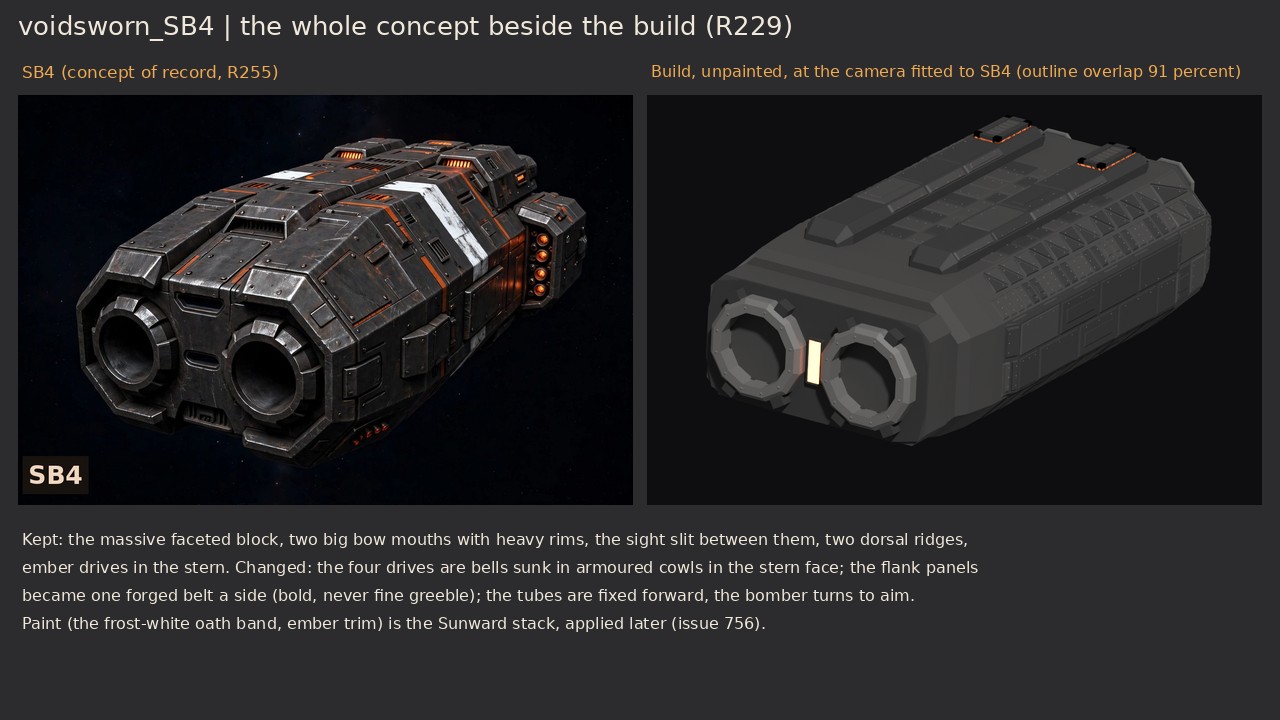 voidsworn_SB4 | the whole concept beside the build (R229)
SB4 (concept of record, R255)
Build, unpainted, at the camera fitted to SB4 (outline overlap 91 percent)
SB4
Kept: the massive faceted block, two big bow mouths with heavy rims, the sight slit between them, two dorsal ridges,
ember drives in the stern. Changed: the four drives are bells sunk in armoured cowls in the stern face; the flank panels
became one forged belt a side (bold, never fine greeble); the tubes are fixed forward, the bomber turns to aim.
Paint (the frost-white oath band, ember trim) is the Sunward stack, applied later (issue 756).